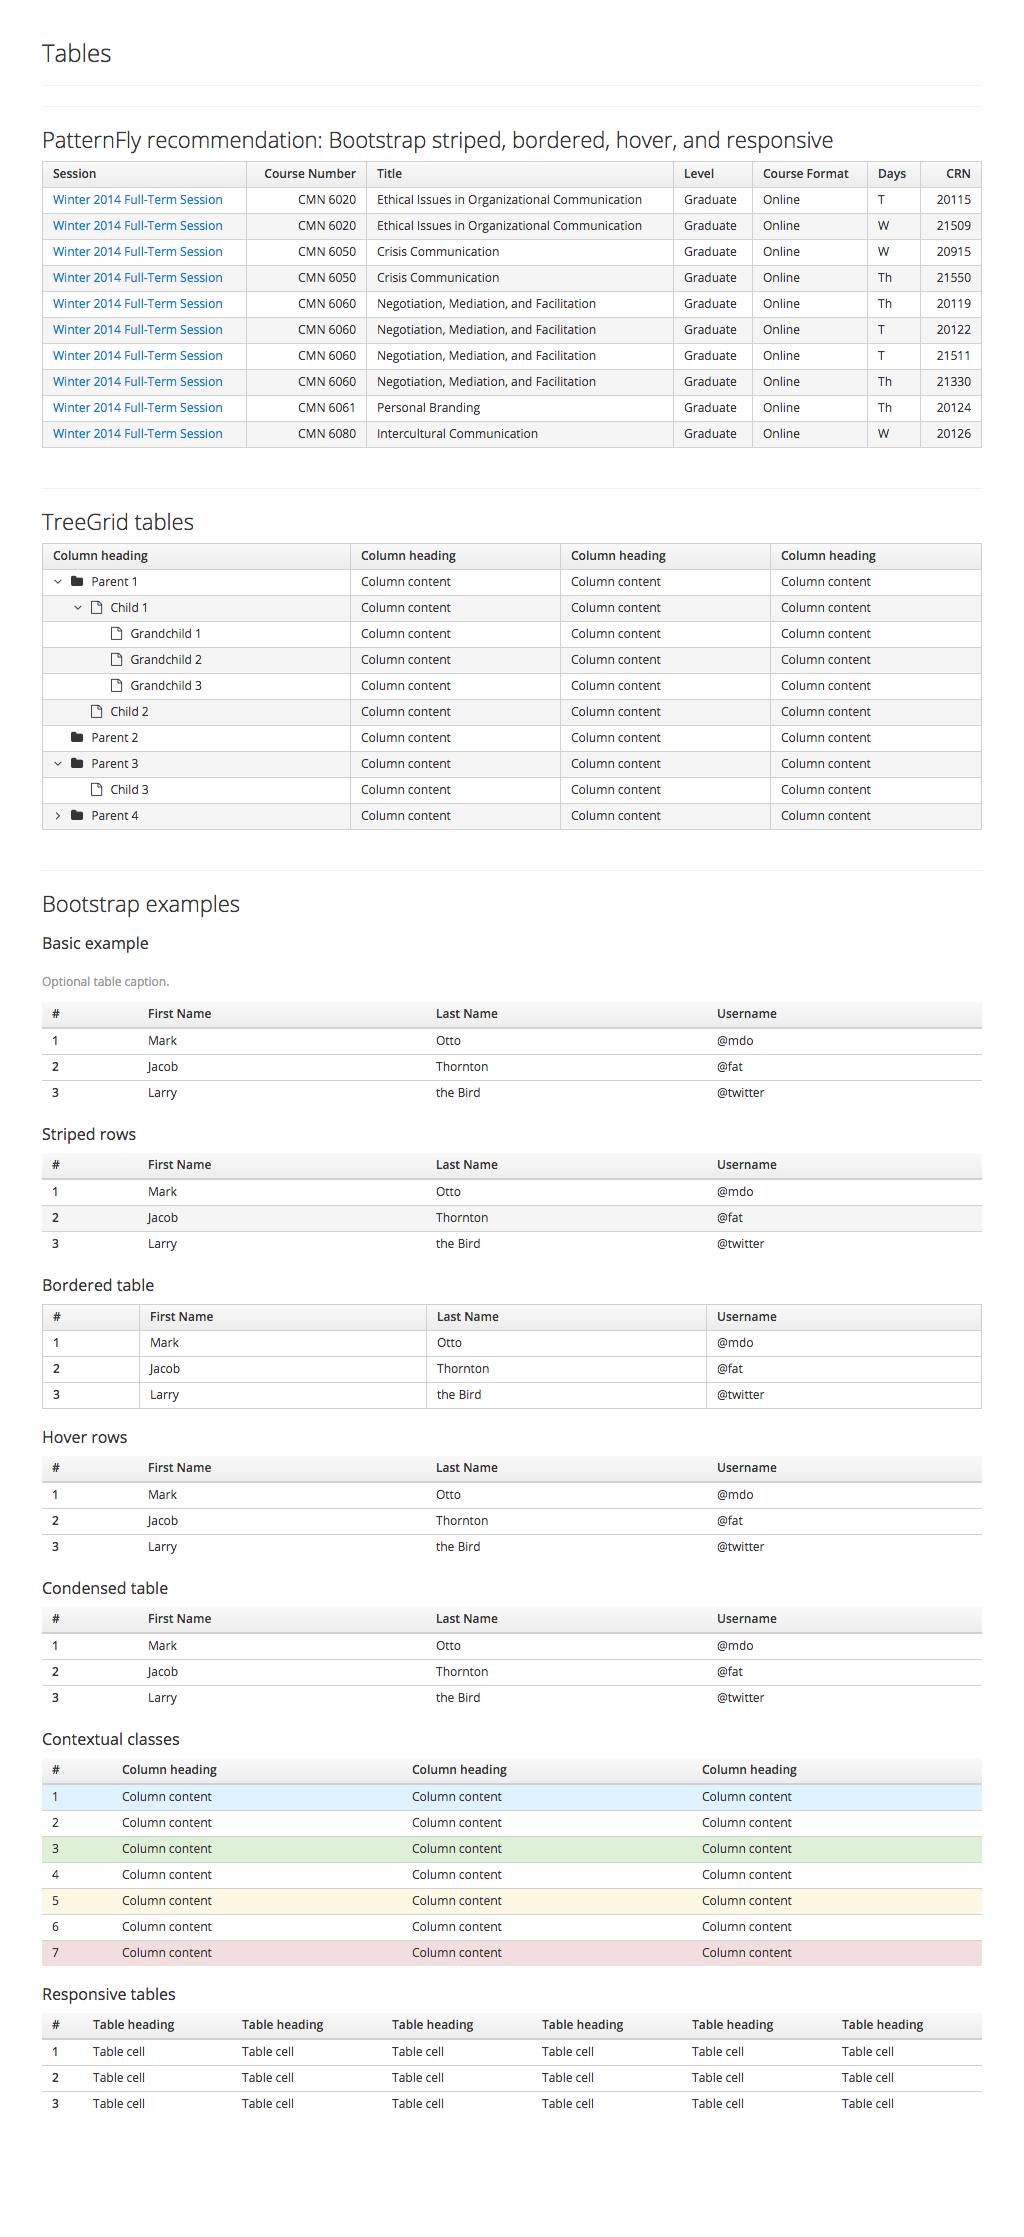 Tables
PatternFly recommendation: Bootstrap striped, bordered, hover, and responsive
Session Course Number Title Level Course Format Days CRN
Winter 2014 Full-Term Session CMN 6020 Ethical Issues in Organizational Communication Graduate Online T 20115
Winter 2014 Full-Term Session CMN 6020 Ethical Issues in Organizational Communication Graduate Online W 21509
Winter 2014 Full-Term Session CMN 6050 Crisis Communication Graduate Online W 20915
Winter 2014 Full-Term Session CMN 6050 Crisis Communication Graduate Online Th 21550
Winter 2014 Full-Term Session CMN 6060 Negotiation, Mediation, and Facilitation Graduate Online Th 20119
Winter 2014 Full-Term Session CMN 6060 Negotiation, Mediation, and Facilitation Graduate Online T 20122
Winter 2014 Full-Term Session CMN 6060 Negotiation, Mediation, and Facilitation Graduate Online T 21511
Winter 2014 Full-Term Session CMN 6060 Negotiation, Mediation, and Facilitation Graduate Online Th 21330
Winter 2014 Full-Term Session CMN 6061 Personal Branding Graduate Online Th 20124
Winter 2014 Full-Term Session CMN 6080 Intercultural Communication Graduate Online W 20126
TreeGrid tables
Column heading Column heading Column heading Column heading
Parent 1 Column content Column content Column content
Child 1 Column content Column content Column content
Grandchild 1 Column content Column content Column content
Grandchild 2 Column content Column content Column content
Grandchild 3 Column content Column content Column content
Child 2 Column content Column content Column content
Parent 2 Column content Column content Column content
Parent 3 Column content Column content Column content
Child 3 Column content Column content Column content
Parent 4 Column content Column content Column content
Bootstrap examples
Basic example
Optional table caption.
# First Name Last Name Username
1 Mark Otto @mdo
2 Jacob Thornton @fat
3 Larry the Bird @twitter
Striped rows
# First Name Last Name Username
1 Mark Otto @mdo
2 Jacob Thornton @fat
3 Larry the Bird @twitter
Bordered table
# First Name Last Name Username
1 Mark Otto @mdo
2 Jacob Thornton @fat
3 Larry the Bird @twitter
Hover rows
# First Name Last Name Username
1 Mark Otto @mdo
2 Jacob Thornton @fat
3 Larry the Bird @twitter
Condensed table
# First Name Last Name Username
1 Mark Otto @mdo
2 Jacob Thornton @fat
3 Larry the Bird @twitter
Contextual classes
# Column heading Column heading Column heading
1 Column content Column content Column content
2 Column content Column content Column content
3 Column content Column content Column content
4 Column content Column content Column content
5 Column content Column content Column content
6 Column content Column content Column content
7 Column content Column content Column content
Responsive tables
# Table heading Table heading Table heading Table heading Table heading Table heading
1 Table cell Table cell Table cell Table cell Table cell Table cell
2 Table cell Table cell Table cell Table cell Table cell Table cell
3 Table cell Table cell Table cell Table cell Table cell Table cell